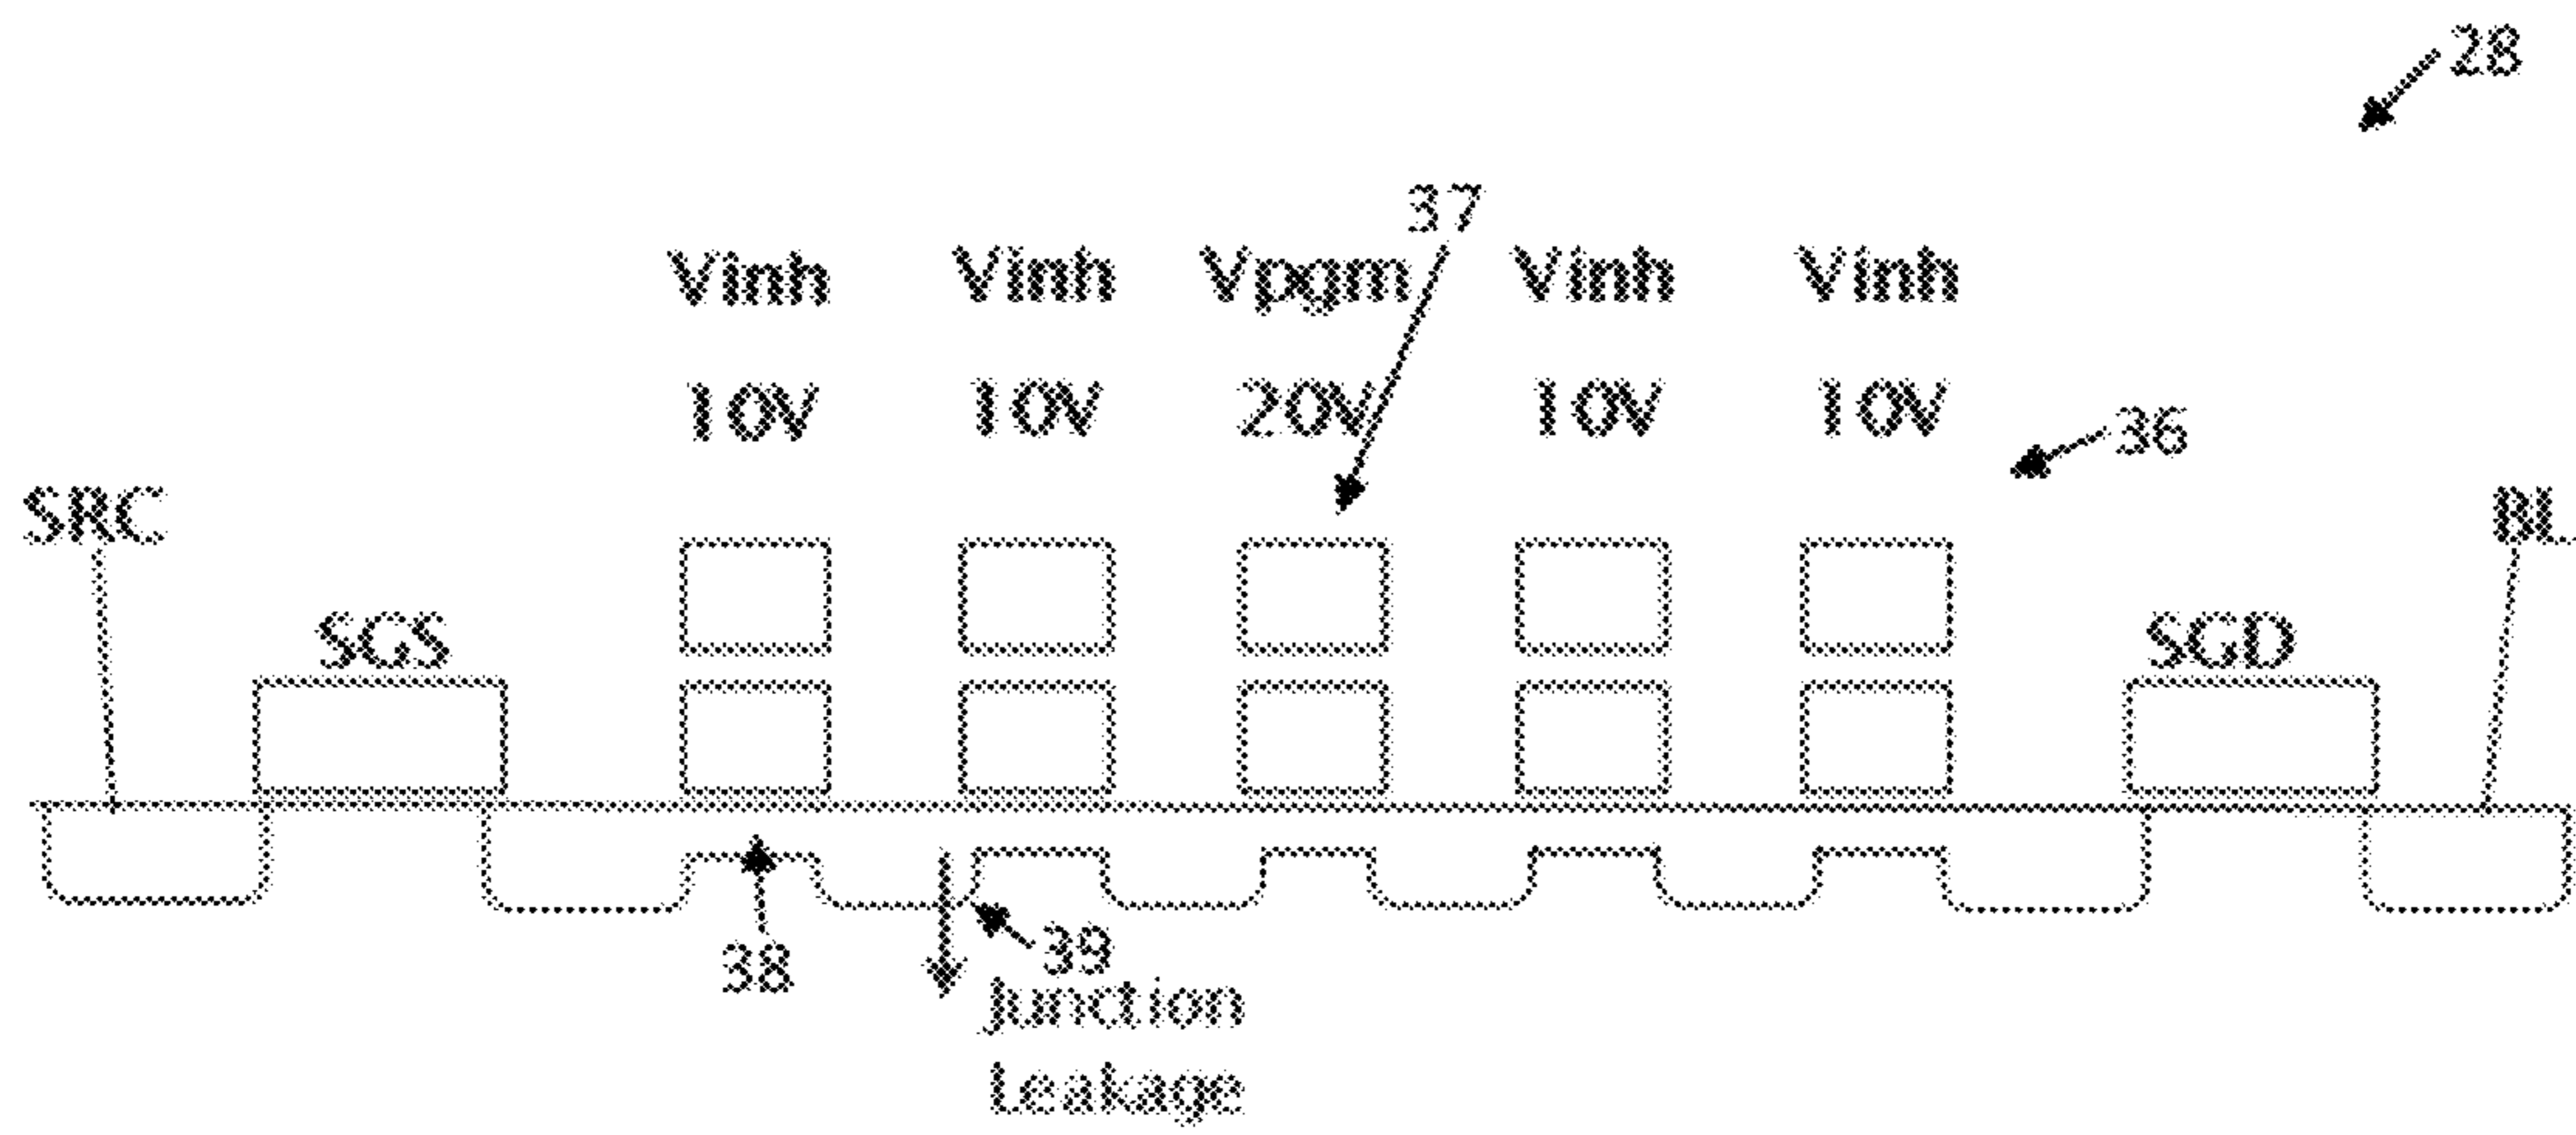 28
37
Vinh Vinh Vpgm Vinh Vinh
10V 10V 20V 10V 10V
36
SRC BL
SGS SGD
38 39
Junction
Leakage